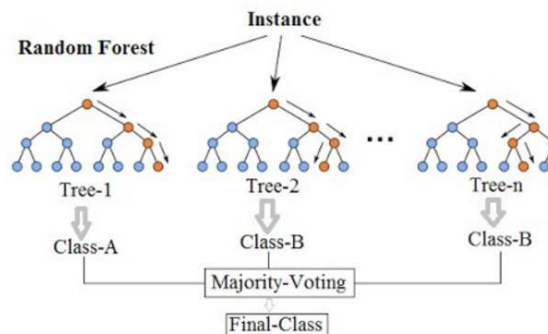 Instance
Random Forest
...
Tree-1
Tree-2
Tree-n
Class-A
Class-B
Class-B
Majority-Voting
Final-Class